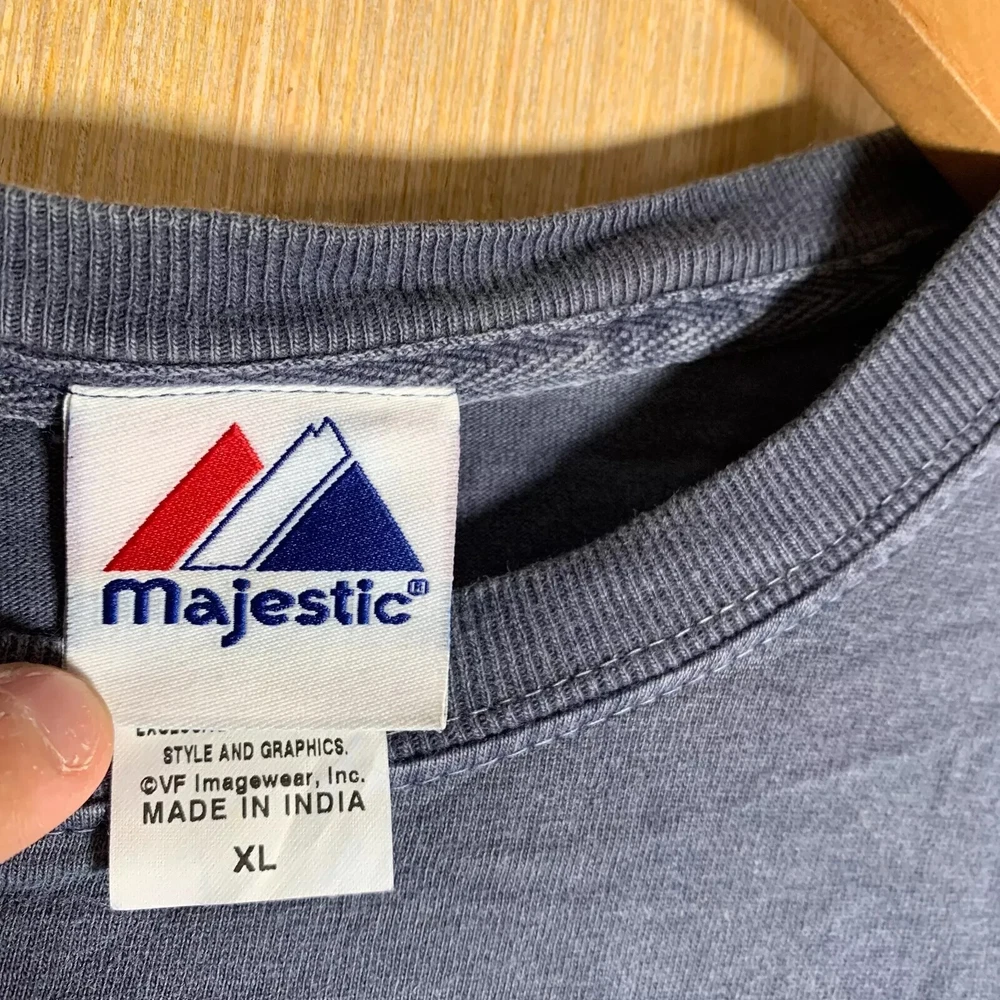 majestic®
STYLE AND GRAPHICS.
©VF Imagewear, Inc.
MADE IN INDIA
XL